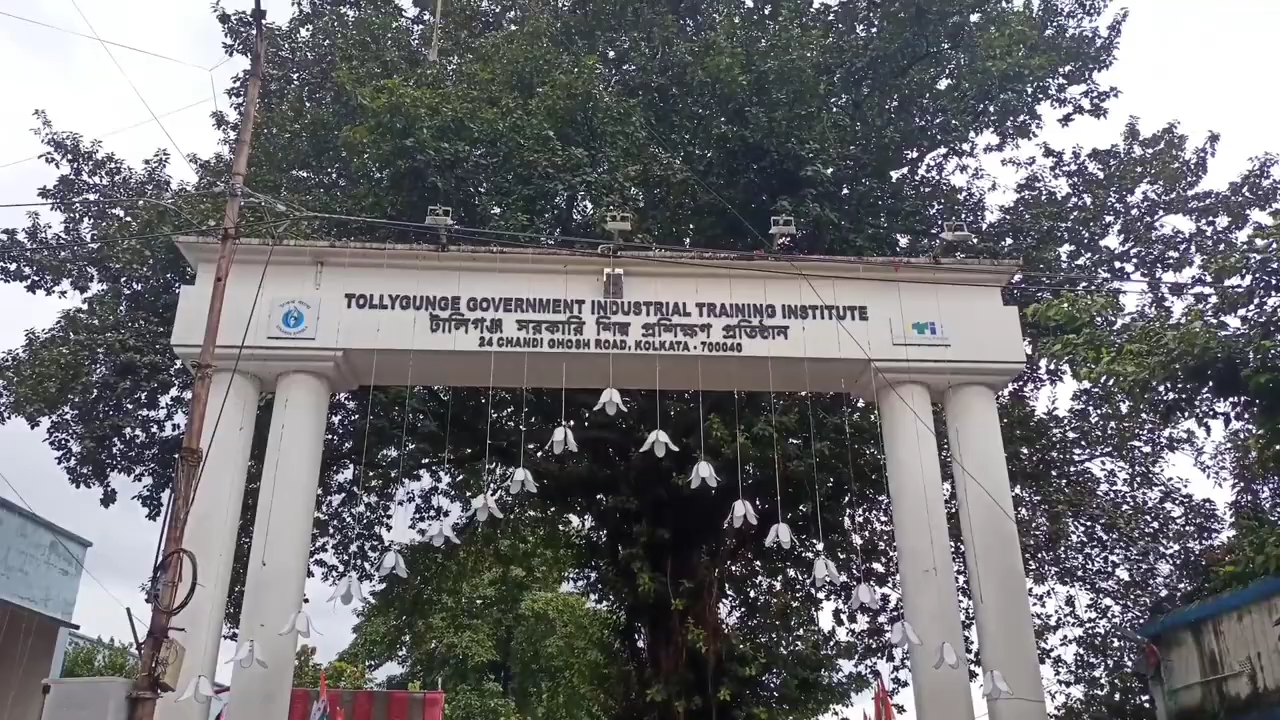 TOLLYGUNGE GOVERNMENT INDUSTRIAL TRAINING INSTITUTE
টালিগঞ্জ সরকারি শিল্প প্রশিক্ষণ প্রতিষ্ঠান
24 CHANDI GHOSH ROAD, KOLKATA - 700040